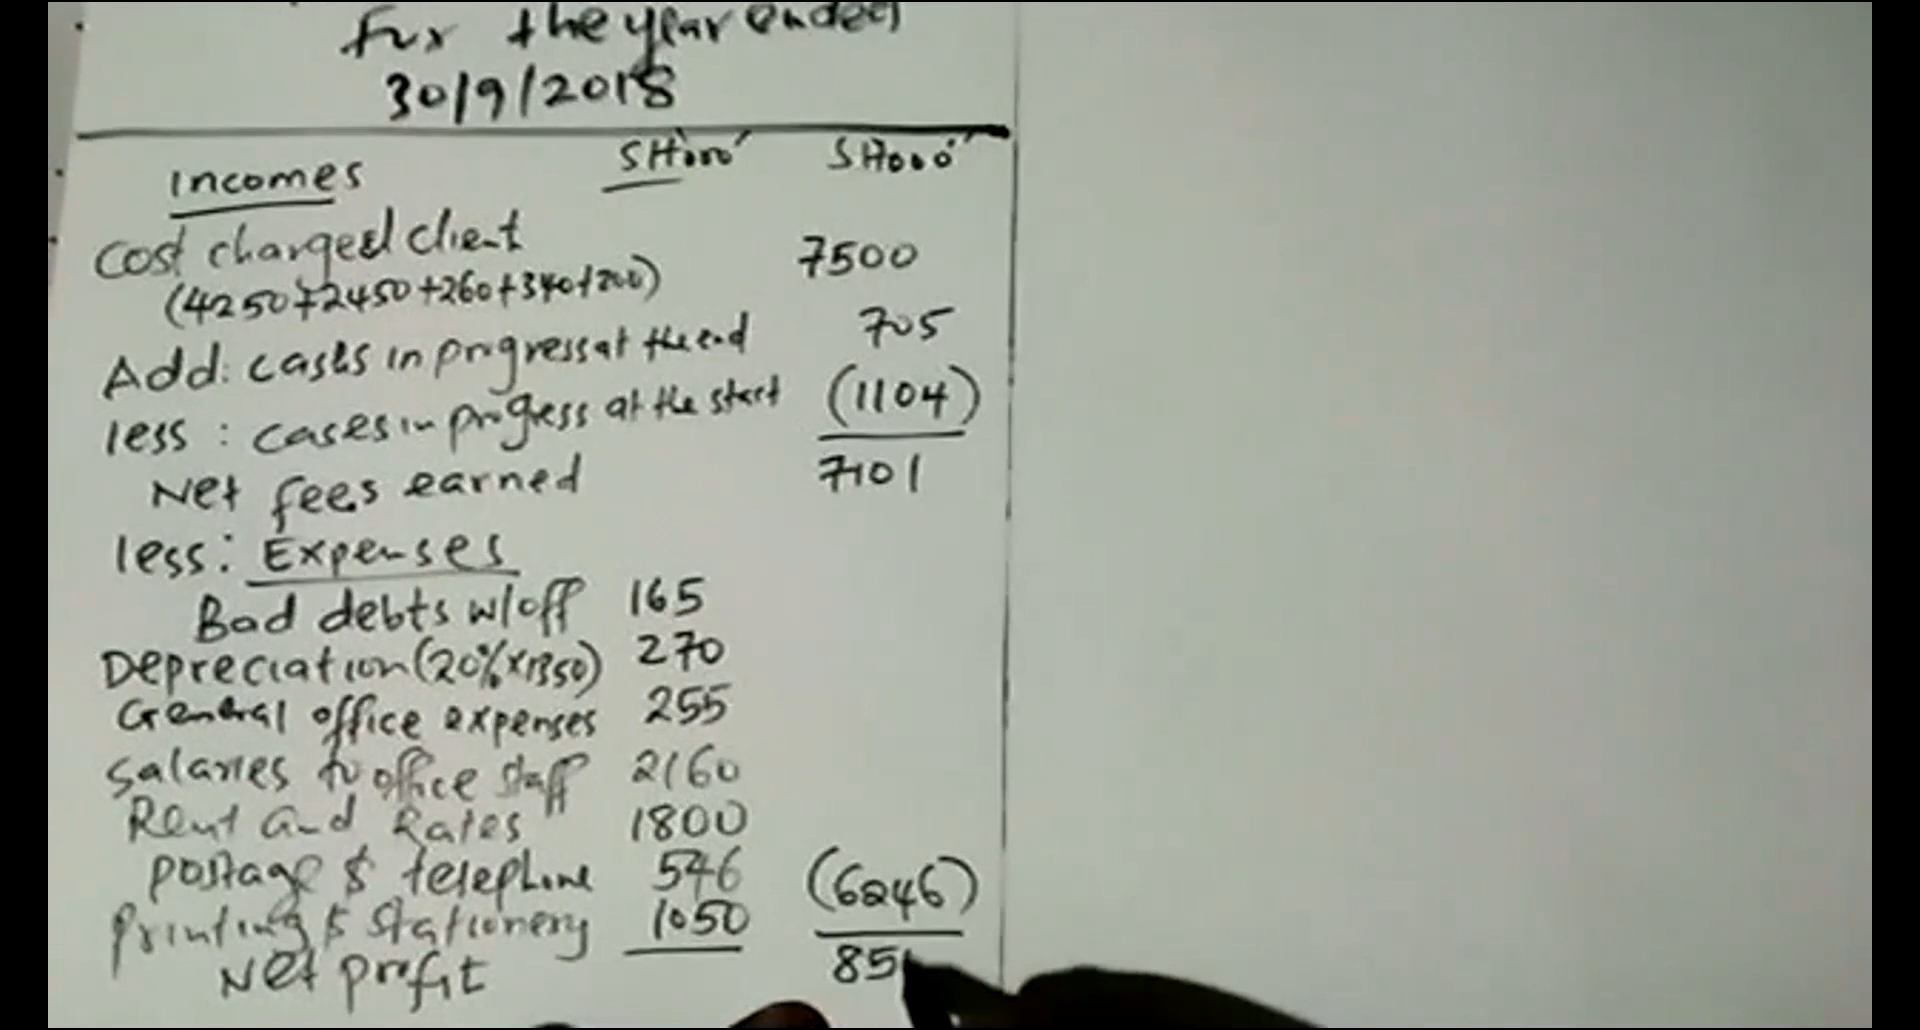 for the year ended
30/9/2018
SH'000' SH'000'
Incomes
Cost charged client 7500
(4250+2450+260+340+200)
Add: cases in progress at the end 705
less: cases in progress at the start (1104)
Net fees earned 7101
less: Expenses
Bad debts w/off 165
Depreciation (20%x1350) 270
General office expenses 255
Salaries to office staff 2160
Rent and Rates 1800
Postage & telephone 546 (6246)
Printing & Stationery 1050
Net profit 85